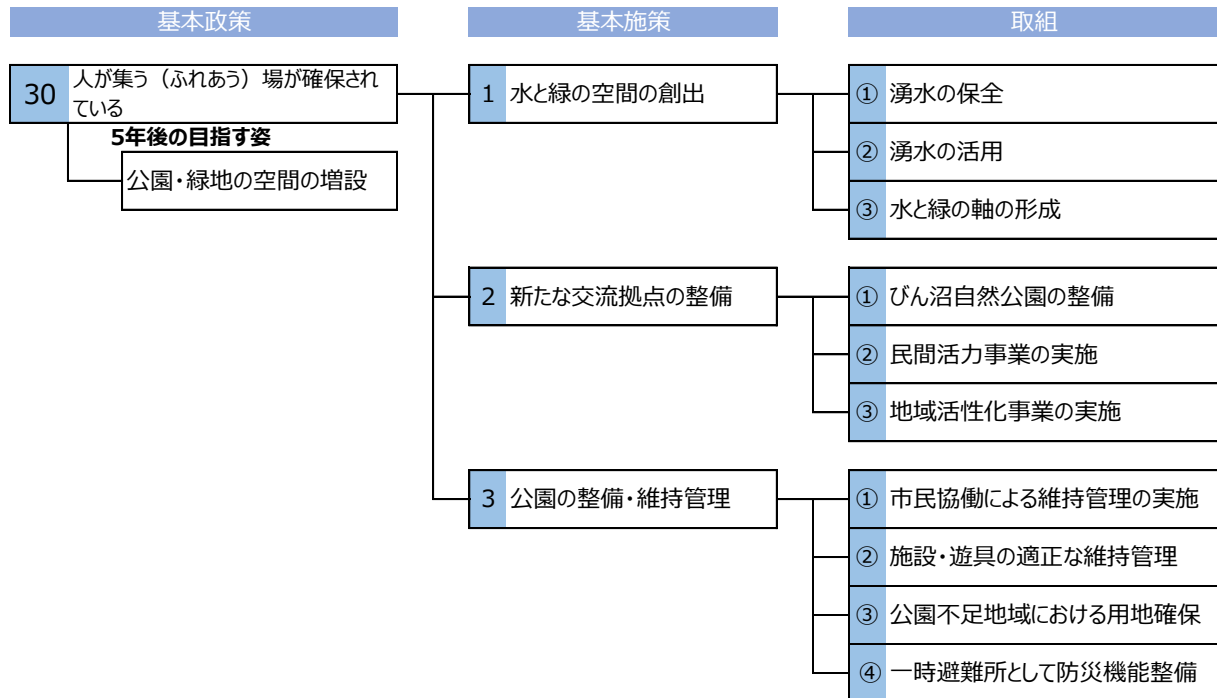 基本政策
基本施策
取組
30
人が集う（ふれあう）場が確保され
ている
5年後の目指す姿
公園・緑地の空間の増設
1 水と緑の空間の創出
① 湧水の保全
② 湧水の活用
③ 水と緑の軸の形成
2 新たな交流拠点の整備
① びん沼自然公園の整備
② 民間活力事業の実施
③ 地域活性化事業の実施
3 公園の整備・維持管理
① 市民協働による維持管理の実施
② 施設・遊具の適正な維持管理
③ 公園不足地域における用地確保
④ 一時避難所として防災機能整備